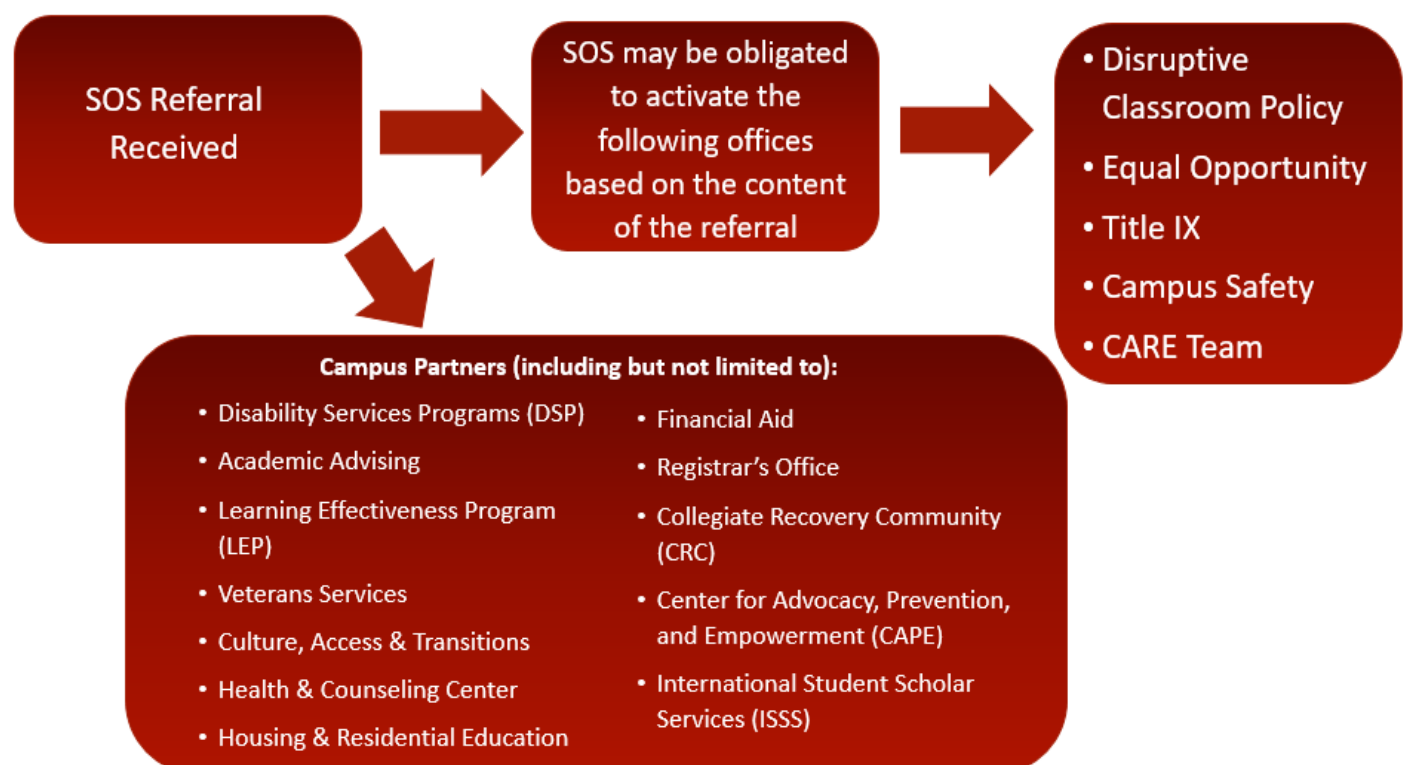 SOS Referral
Received
SOS may be obligated
to activate the
following offices
based on the content
of the referral
• Disruptive
Classroom Policy
• Equal Opportunity
• Title IX
• Campus Safety
• CARE Team
Campus Partners (including but not limited to):
• Disability Services Programs (DSP)
• Academic Advising
• Learning Effectiveness Program
(LEP)
• Veterans Services
• Culture, Access & Transitions
• Health & Counseling Center
• Housing & Residential Education
• Financial Aid
• Registrar’s Office
• Collegiate Recovery Community
(CRC)
• Center for Advocacy, Prevention,
and Empowerment (CAPE)
• International Student Scholar
Services (ISSS)